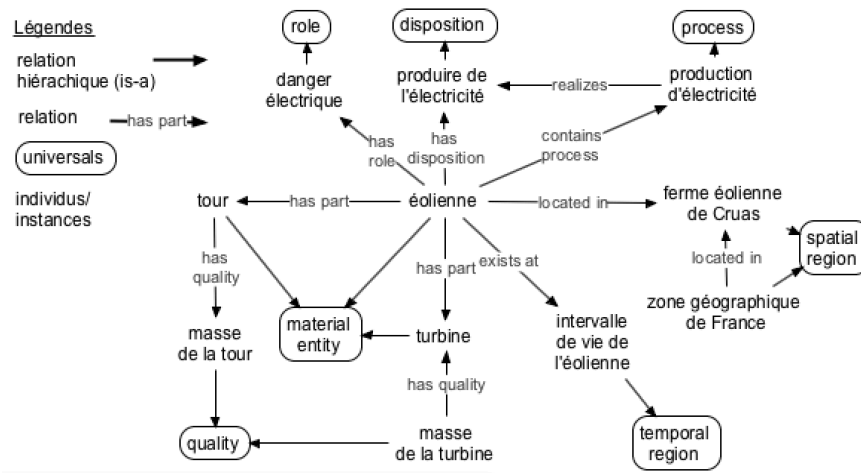 Légendes
relation
hiérachique (is-a)
relation
has part
universals
individus/
instances
role
disposition
process
danger
électrique
produire de
l'électricité
realizes
production
d'électricité
has
role
has
disposition
contains
process
tour
has part
éolienne
located in
ferme éolienne
de Cruas
spatial
region
has
quality
has part
exists at
located in
zone géographique
de France
masse
de la tour
material
entity
turbine
intervalle
de vie de
l'éolienne
has quality
quality
masse
de la turbine
temporal
region